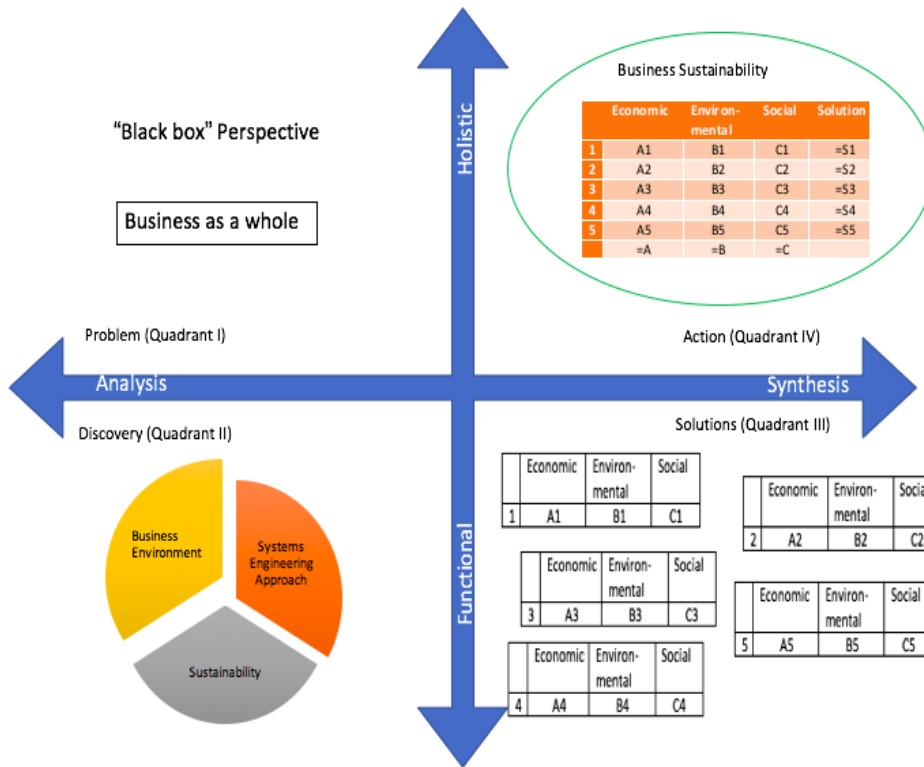 Business Sustainability
Economic Environ- Social Solution
mental
1 A1 B1 C1 =S1
2 A2 B2 C2 =S2
3 A3 B3 C3 =S3
4 A4 B4 C4 =S4
5 A5 B5 C5 =S5
=A =B =C
“Black box” Perspective
Business as a whole
Holistic
Problem (Quadrant I)
Action (Quadrant IV)
Analysis
Synthesis
Discovery (Quadrant II)
Solutions (Quadrant III)
Business
Environment
Systems
Engineering
Approach
Sustainability
Functional
Economic Environ- Social
mental
1 A1 B1 C1
Economic Environ- Social
mental
2 A2 B2 C2
Economic Environ- Social
mental
3 A3 B3 C3
Economic Environ- Social
mental
5 A5 B5 C5
Economic Environ- Social
mental
4 A4 B4 C4